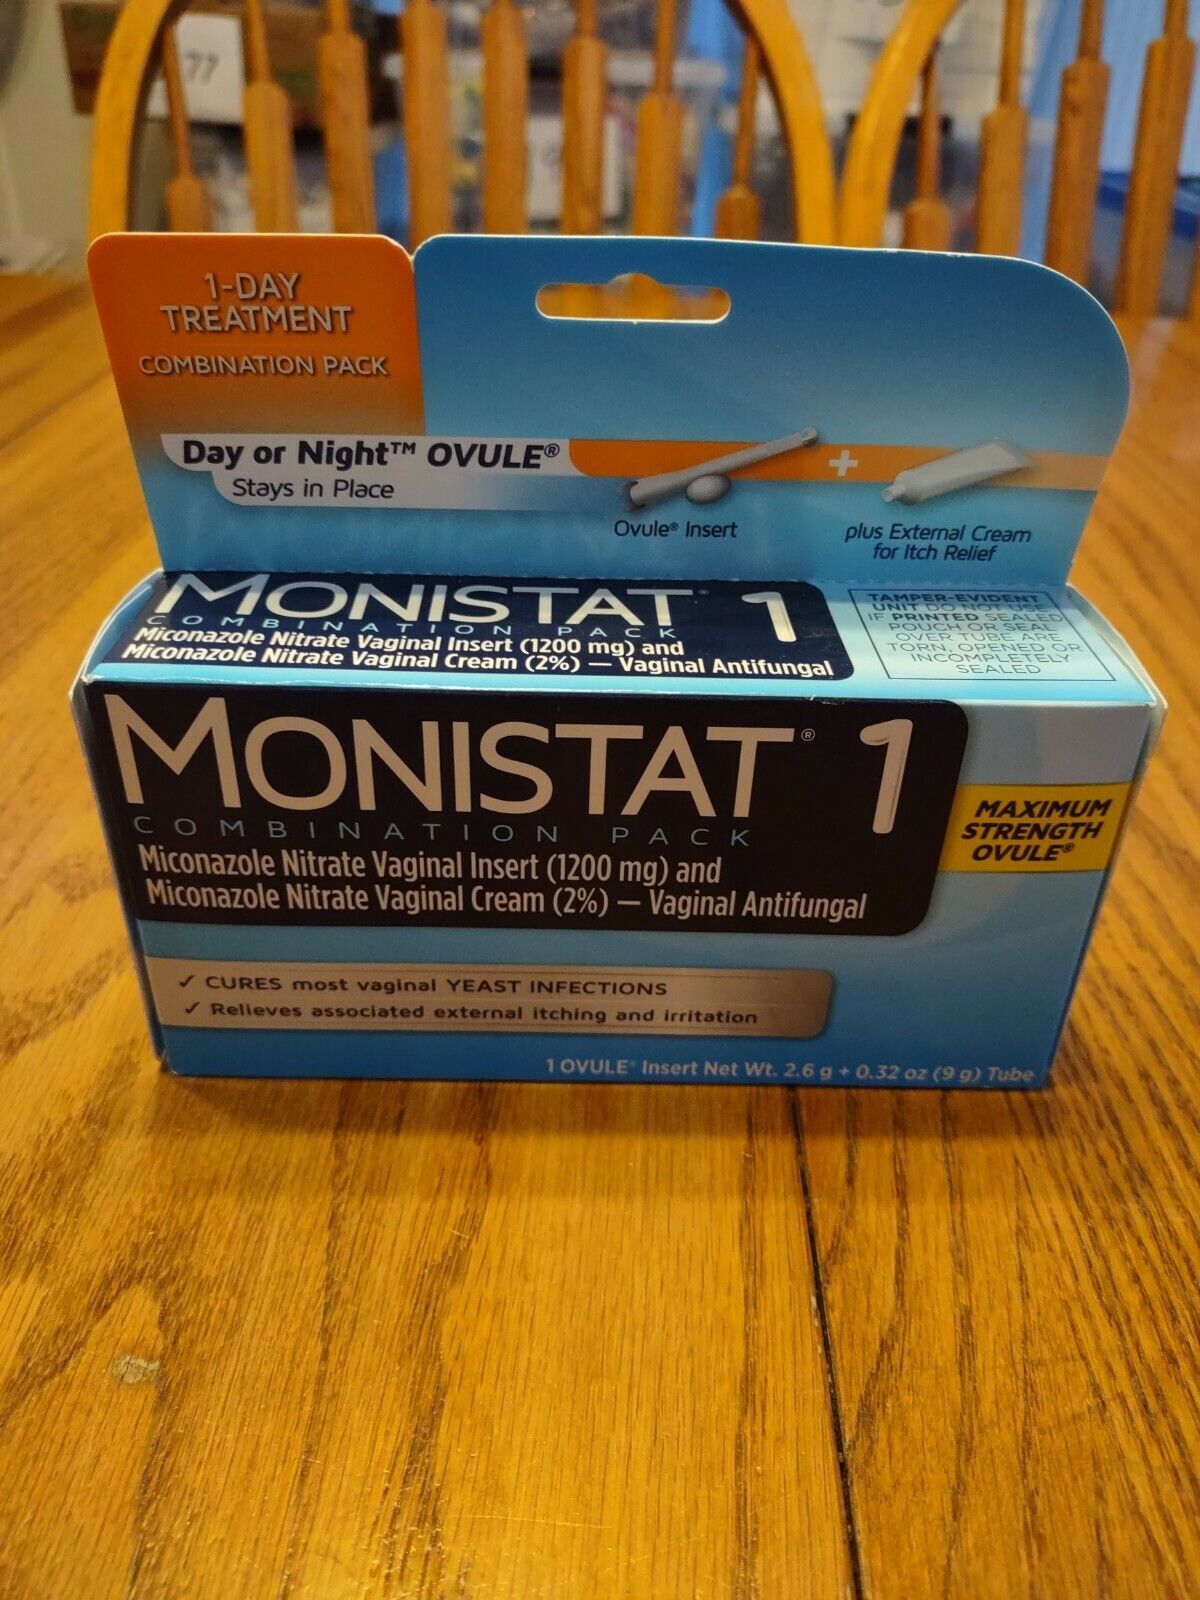 77
1-DAY
TREATMENT
COMBINATION PACK
Day or Night™ OVULE®
Stays in Place
+
Ovule® Insert
plus External Cream
for Itch Relief
MONISTAT® 1
COMBINATION PACK
Miconazole Nitrate Vaginal Insert (1200 mg) and
Miconazole Nitrate Vaginal Cream (2%) — Vaginal Antifungal
TAMPER-EVIDENT
UNIT DO NOT USE
IF PRINTED SEALED
POUCH OR SEAL
OVER TUBE ARE
TORN, OPENED OR
INCOMPLETELY
SEALED
MONISTAT® 1
COMBINATION PACK
Miconazole Nitrate Vaginal Insert (1200 mg) and
Miconazole Nitrate Vaginal Cream (2%) — Vaginal Antifungal
MAXIMUM
STRENGTH
OVULE®
✓ CURES most vaginal YEAST INFECTIONS
✓ Relieves associated external itching and irritation
1 OVULE® Insert Net Wt. 2.6 g + 0.32 oz (9 g) Tube